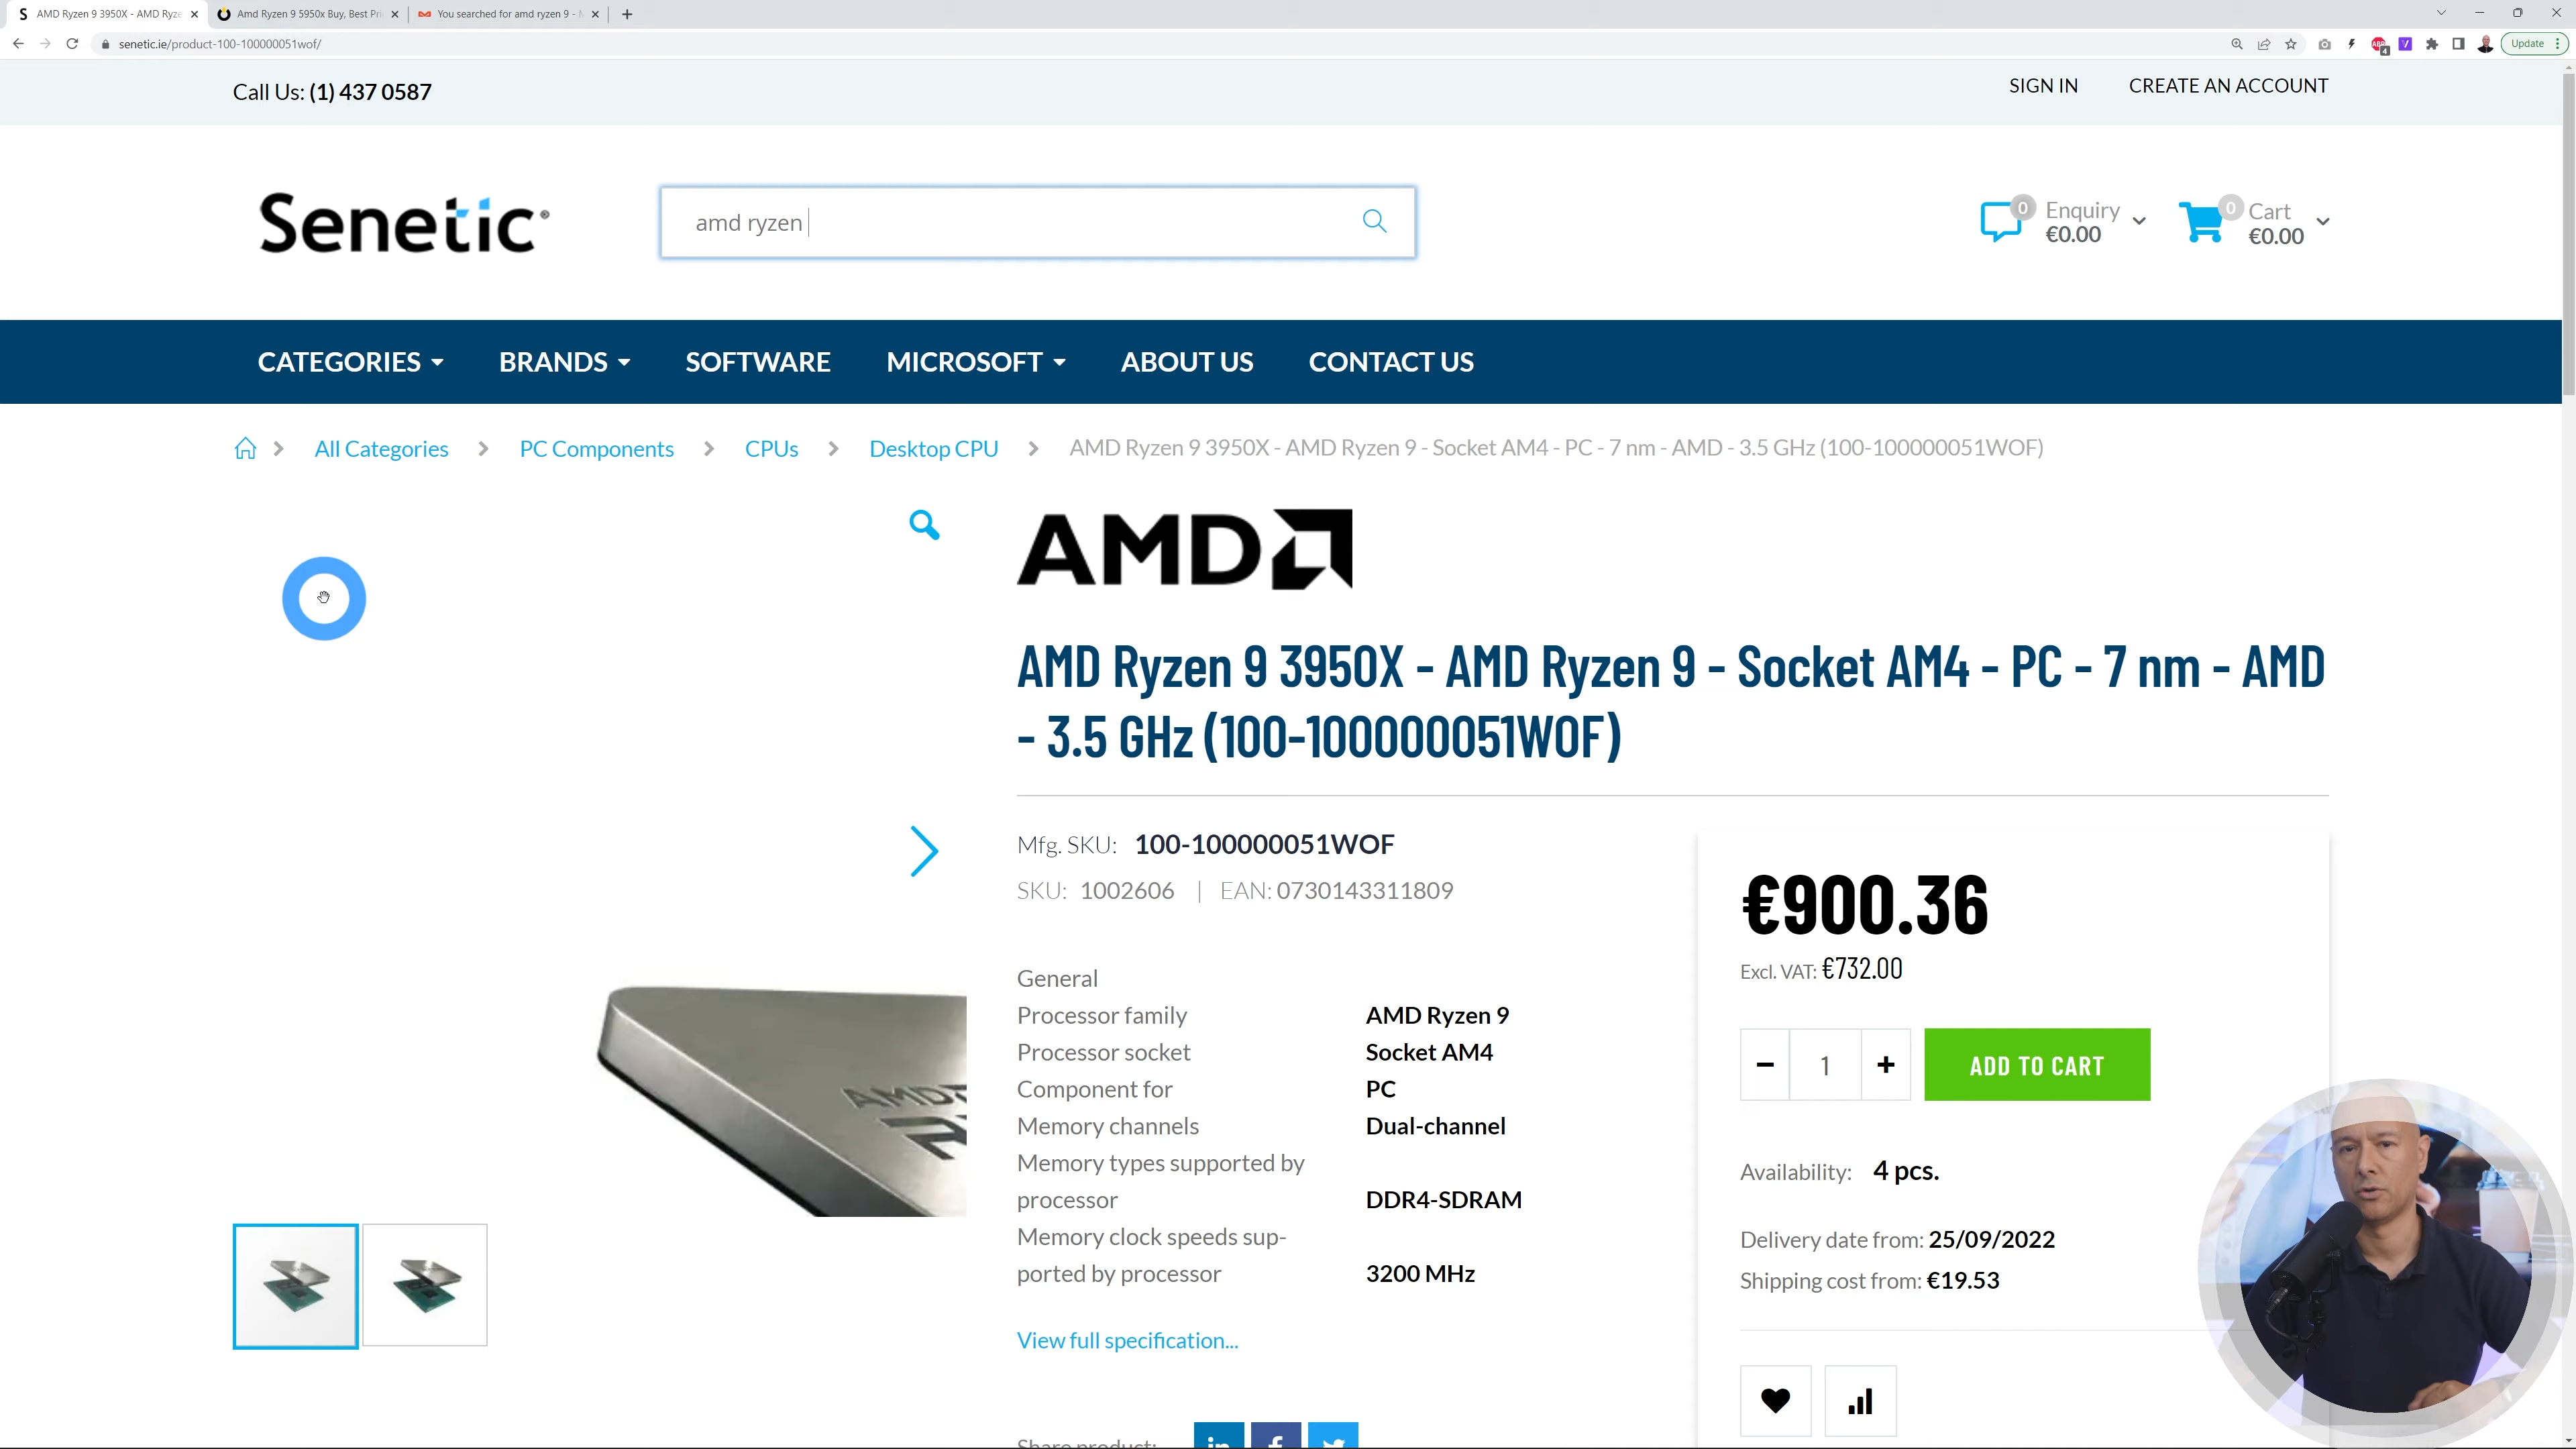 AMD Ryzen 9 3950X - AMD Ryze
Amd Ryzen 9 5950x Buy, Best Pri
You searched for amd ryzen 9 -
senetic.ie/product-100-100000051wof/
Update
Call Us: (1) 437 0587
SIGN IN
CREATE AN ACCOUNT
Senetic®
amd ryzen
0
Enquiry
€0.00
0
Cart
€0.00
CATEGORIES
BRANDS
SOFTWARE
MICROSOFT
ABOUT US
CONTACT US
All Categories > PC Components > CPUs > Desktop CPU > AMD Ryzen 9 3950X - AMD Ryzen 9 - Socket AM4 - PC - 7 nm - AMD - 3.5 GHz (100-100000051WOF)
AMD
AMD Ryzen 9 3950X - AMD Ryzen 9 - Socket AM4 - PC - 7 nm - AMD
- 3.5 GHz (100-100000051WOF)
Mfg. SKU: 100-100000051WOF
SKU: 1002606 | EAN: 0730143311809
General
Processor family AMD Ryzen 9
Processor socket Socket AM4
Component for PC
Memory channels Dual-channel
Memory types supported by
processor DDR4-SDRAM
Memory clock speeds sup-
ported by processor 3200 MHz
View full specification...
Share product:
€900.36
Excl. VAT: €732.00
− 1 +
ADD TO CART
Availability: 4 pcs.
Delivery date from: 25/09/2022
Shipping cost from: €19.53
AMD